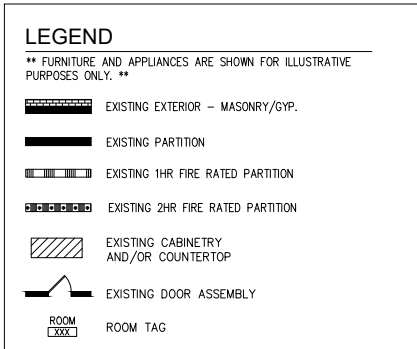 LEGEND
** FURNITURE AND APPLIANCES ARE SHOWN FOR ILLUSTRATIVE
PURPOSES ONLY. **
EXISTING EXTERIOR – MASONRY/GYP.
EXISTING PARTITION
EXISTING 1HR FIRE RATED PARTITION
EXISTING 2HR FIRE RATED PARTITION
EXISTING CABINETRY
AND/OR COUNTERTOP
EXISTING DOOR ASSEMBLY
ROOM
XXX
ROOM TAG